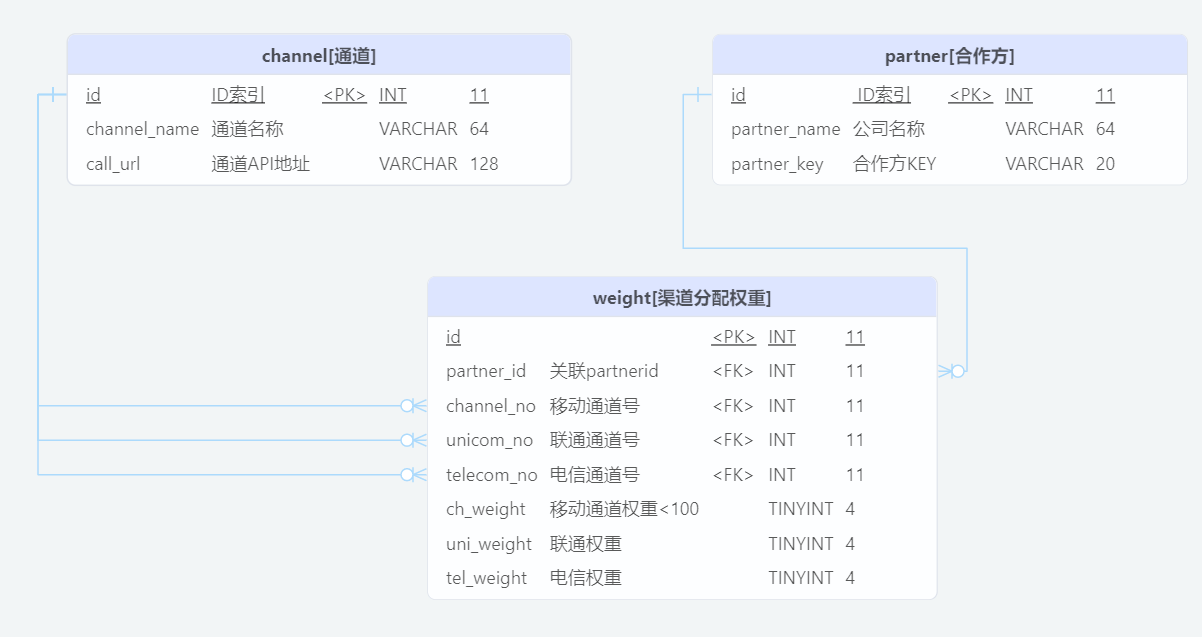 channel[通道]
id ID索引 <PK> INT 11
channel_name 通道名称 VARCHAR 64
call_url 通道API地址 VARCHAR 128
partner[合作方]
id ID索引 <PK> INT 11
partner_name 公司名称 VARCHAR 64
partner_key 合作方KEY VARCHAR 20
weight[渠道分配权重]
id <PK> INT 11
partner_id 关联partnerid <FK> INT 11
channel_no 移动通道号 <FK> INT 11
unicom_no 联通通道号 <FK> INT 11
telecom_no 电信通道号 <FK> INT 11
ch_weight 移动通道权重<100 TINYINT 4
uni_weight 联通权重 TINYINT 4
tel_weight 电信权重 TINYINT 4